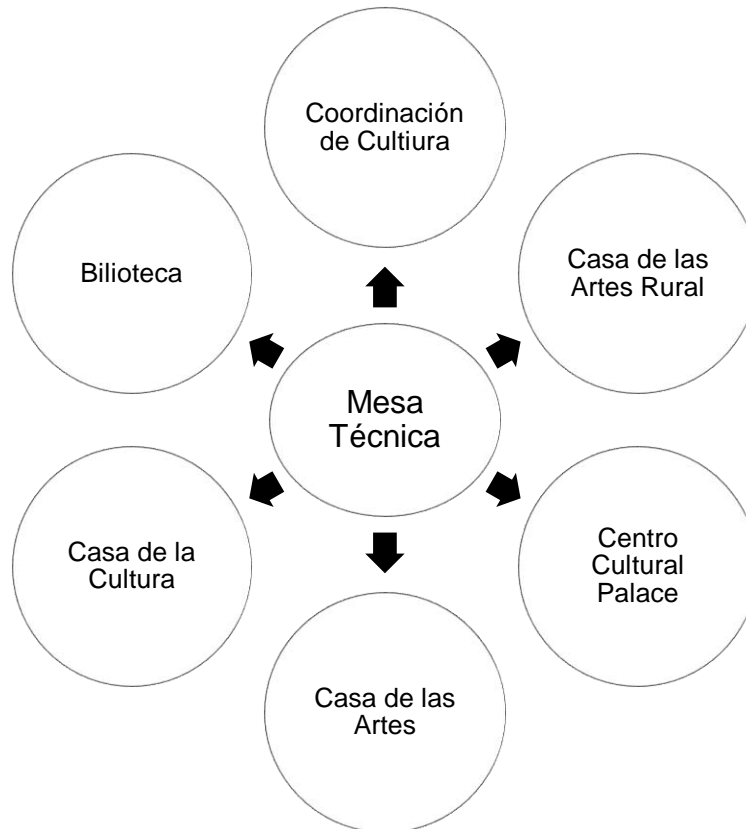 Coordinación
de Cultiura
Casa de las
Artes Rural
Centro
Cultural
Palace
Casa de las
Artes
Casa de la
Cultura
Bilioteca
Mesa
Técnica